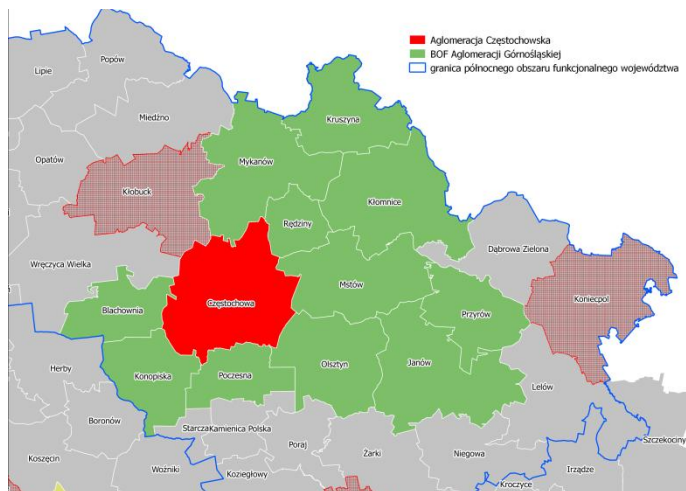 Aglomeracja Częstochowska
BOF Aglomeracji Górnośląskiej
granica północnego obszaru funkcjonalnego województwa
Popów
Lipie
Miedźno
Kruszyna
Opatów
Mykanów
Kłobuck
Kłomnice
Rędziny
Dąbrowa Zielona
Wręczyca Wielka
Mstów
Koniecpol
Częstochowa
Blachownia
Przyrów
Olsztyn
Janów
Herby
Konopiska
Poczesna
Lelów
Boronów
Starcza
Kamienica Polska
Szczekociny
Poraj
Żarki
Niegowa
Koszęcin
Woźniki
Koziegłowy
Irządze
Kroczyce